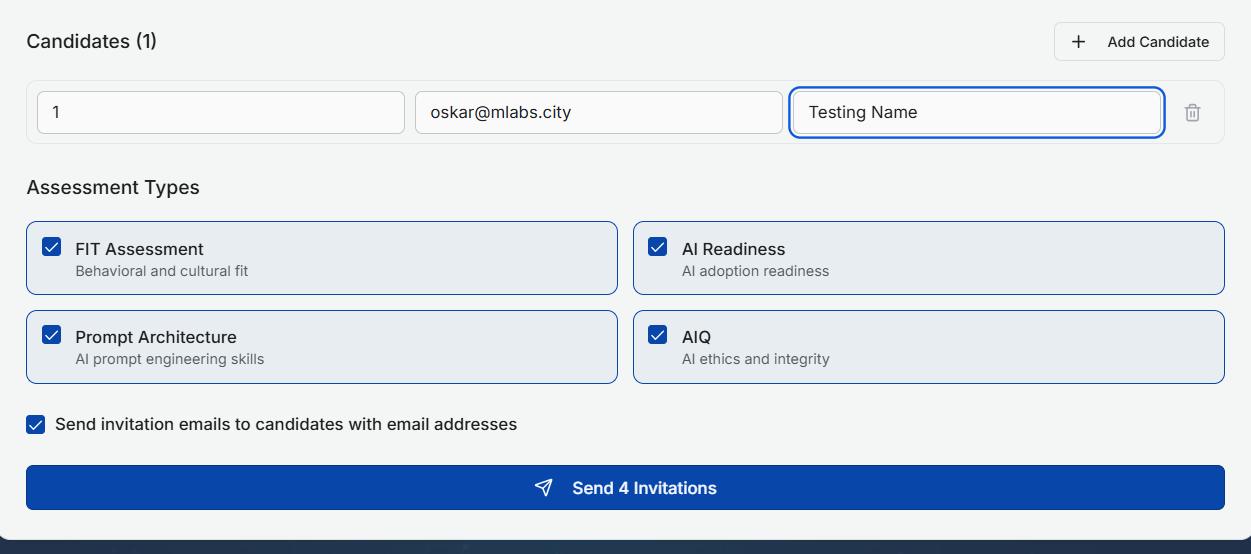 Candidates (1)
Add Candidate
1
oskar@mlabs.city
Testing Name
Assessment Types
FIT Assessment
Behavioral and cultural fit
AI Readiness
AI adoption readiness
Prompt Architecture
AI prompt engineering skills
AIQ
AI ethics and integrity
Send invitation emails to candidates with email addresses
Send 4 Invitations